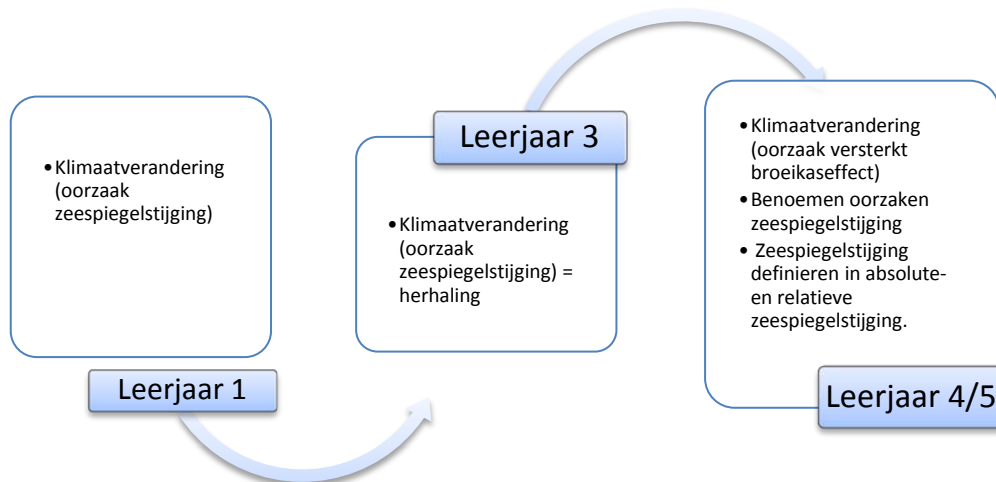 •Klimaatverandering
(oorzaak
zeespiegelstijging)
Leerjaar 1
Leerjaar 3
•Klimaatverandering
(oorzaak
zeespiegelstijging) =
herhaling
•Klimaatverandering
(oorzaak versterkt
broeikaseffect)
•Benoemen oorzaken
zeespiegelstijging
• Zeespiegelstijging
definiëren in absolute-
en relatieve
zeespiegelstijging.
Leerjaar 4/5